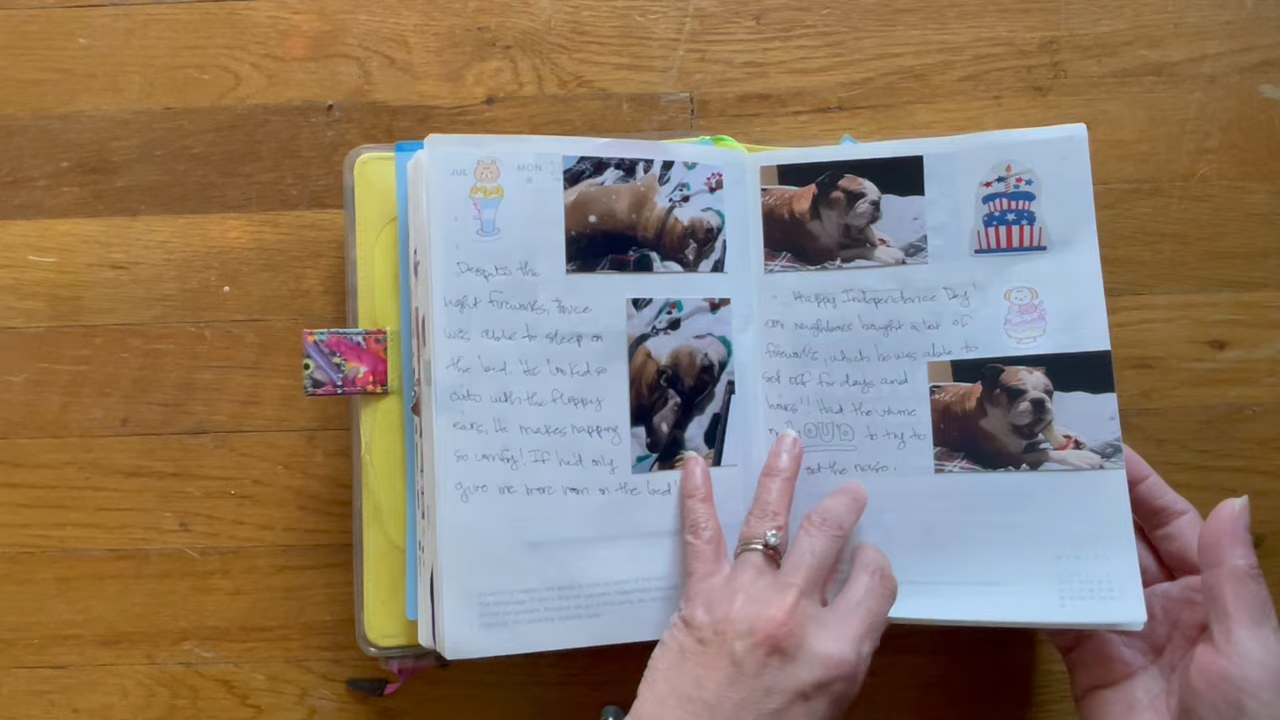 JUL MON
Despite the
night fireworks, Bruce
was able to sleep on
the bed. He looked so
cute with the floppy
ears. He makes napping
so comfy! If he'd only
give me more room on the bed!
Happy Independence Day!
our neighbors bought a lot of
fireworks, which he was able to
set off for days and
hours!! Had the volume
LOUD to try to
out the noise.